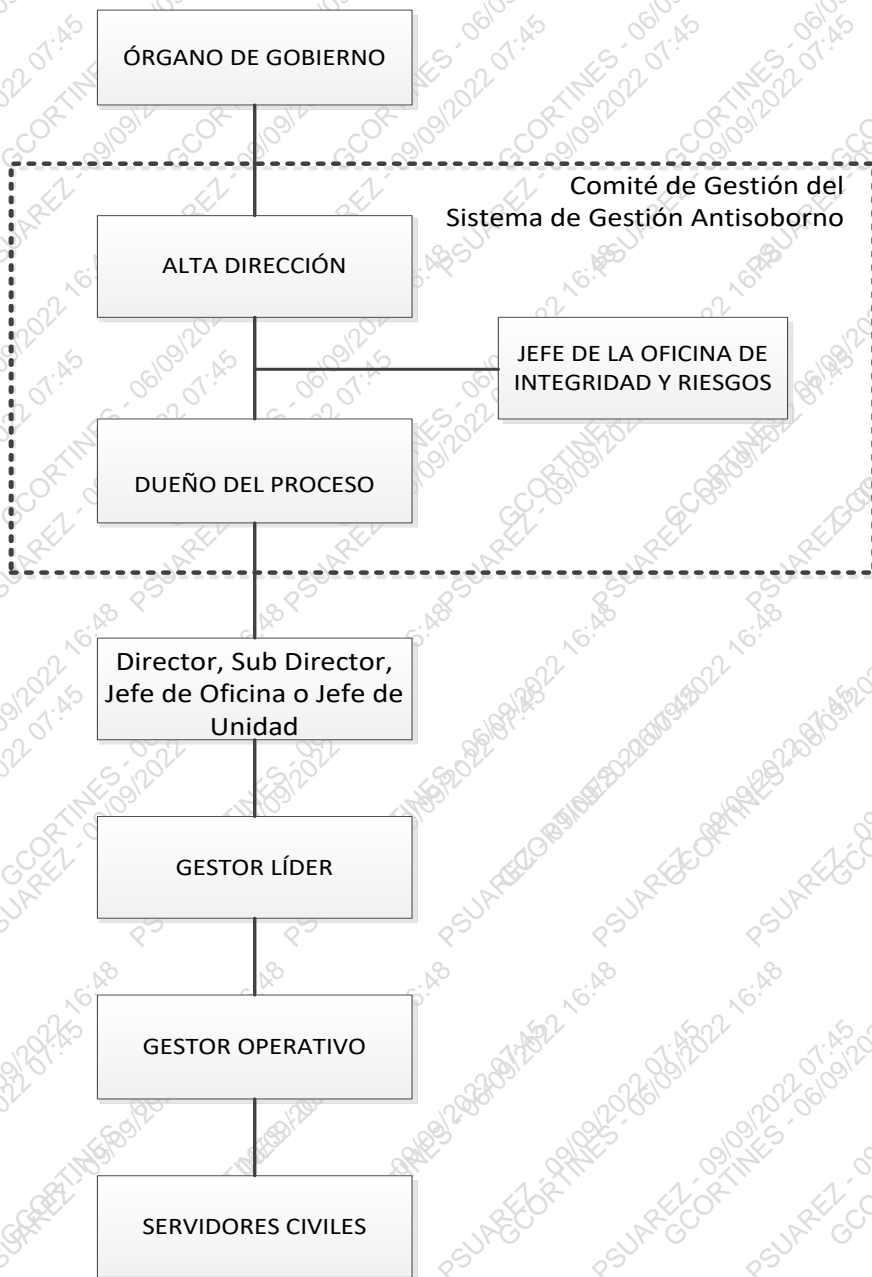 ÓRGANO DE GOBIERNO
Comité de Gestión del
Sistema de Gestión Antisoborno
ALTA DIRECCIÓN
JEFE DE LA OFICINA DE
INTEGRIDAD Y RIESGOS
DUEÑO DEL PROCESO
Director, Sub Director,
Jefe de Oficina o Jefe de
Unidad
GESTOR LÍDER
GESTOR OPERATIVO
SERVIDORES CIVILES